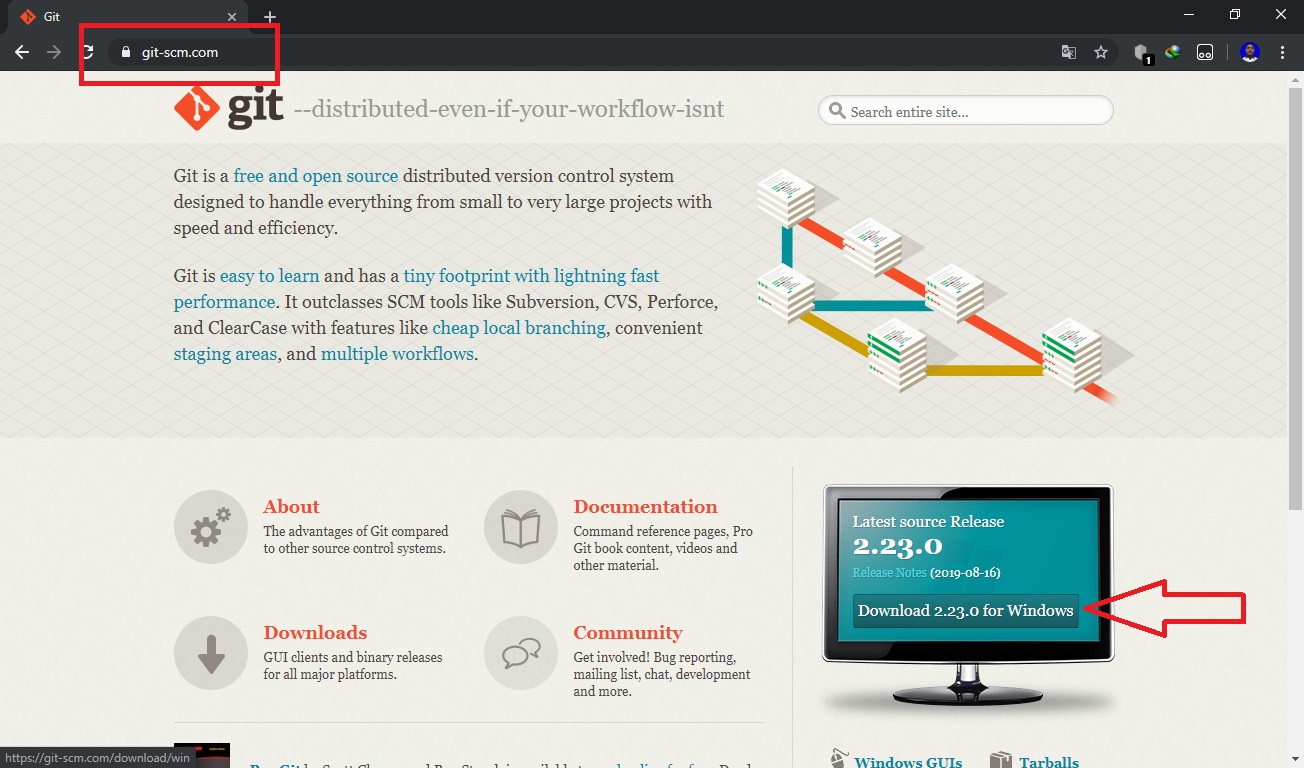 Git
git-scm.com
1
git --distributed-even-if-your-workflow-isnt
Search entire site...
Git is a free and open source distributed version control system
designed to handle everything from small to very large projects with
speed and efficiency.
Git is easy to learn and has a tiny footprint with lightning fast
performance. It outclasses SCM tools like Subversion, CVS, Perforce,
and ClearCase with features like cheap local branching, convenient
staging areas, and multiple workflows.
About
The advantages of Git compared
to other source control systems.
Documentation
Command reference pages, Pro
Git book content, videos and
other material.
Downloads
GUI clients and binary releases
for all major platforms.
Community
Get involved! Bug reporting,
mailing list, chat, development
and more.
Latest source Release
2.23.0
Release Notes (2019-08-16)
Download 2.23.0 for Windows
Windows GUIs
Tarballs
https://git-scm.com/download/win